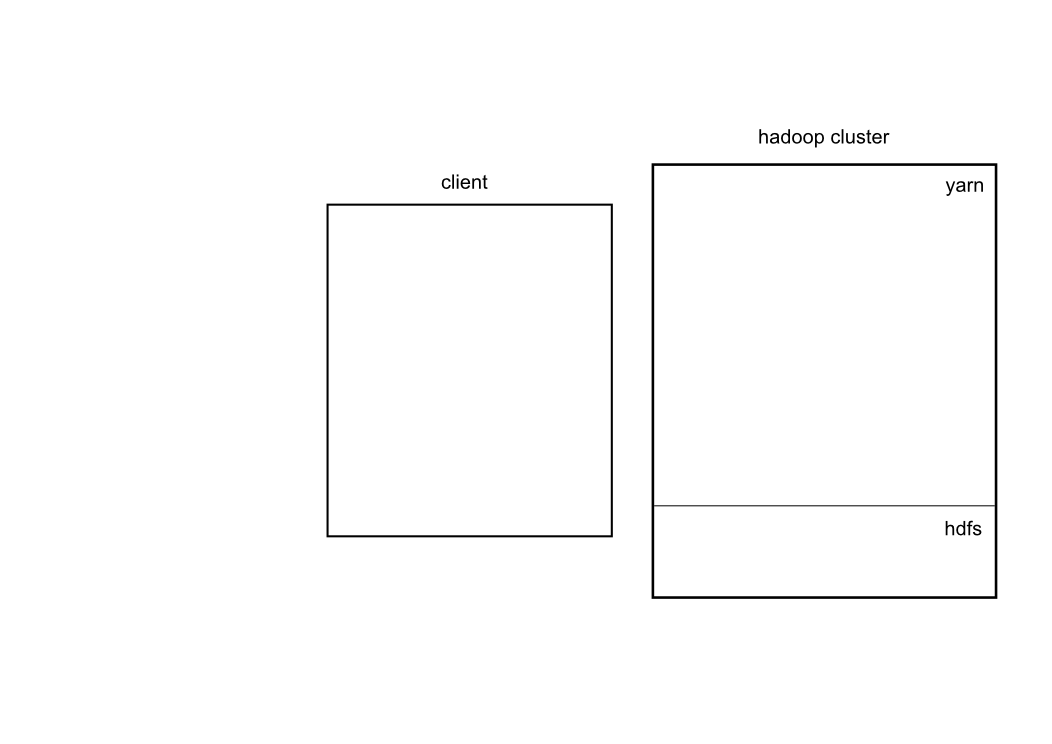 hadoop cluster
client
yarn
hdfs